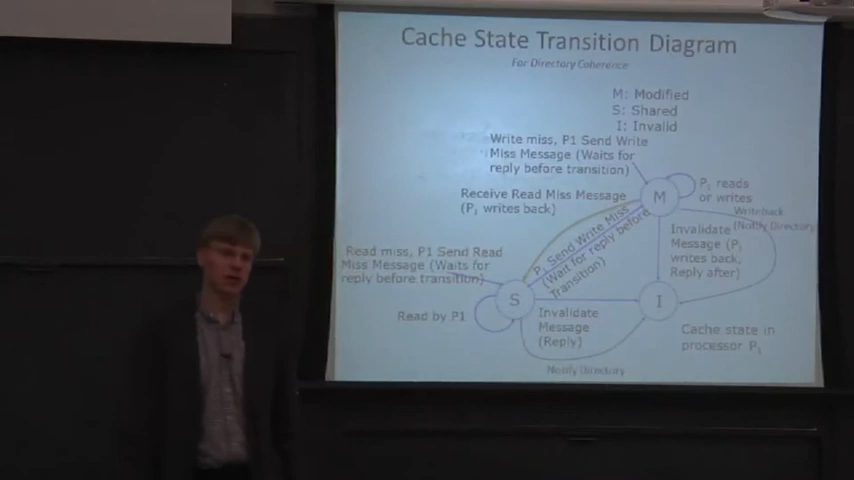 Cache State Transition Diagram
For Directory Coherence
M: Modified
S: Shared
I: Invalid
Write miss, P1 Send Write
Miss Message (Waits for
reply before transition)
M
P1 reads
or writes
Receive Read Miss Message
(P1 writes back)
Write back
(Notify Directory)
P1 Send Write Miss
(Wait for reply before
Transition)
Invalidate
Message (P1
writes back,
Reply after)
Read miss, P1 Send Read
Miss Message (Waits for
reply before transition)
S
I
Read by P1
Invalidate
Message
(Reply)
Cache state in
processor P1
Notify Directory